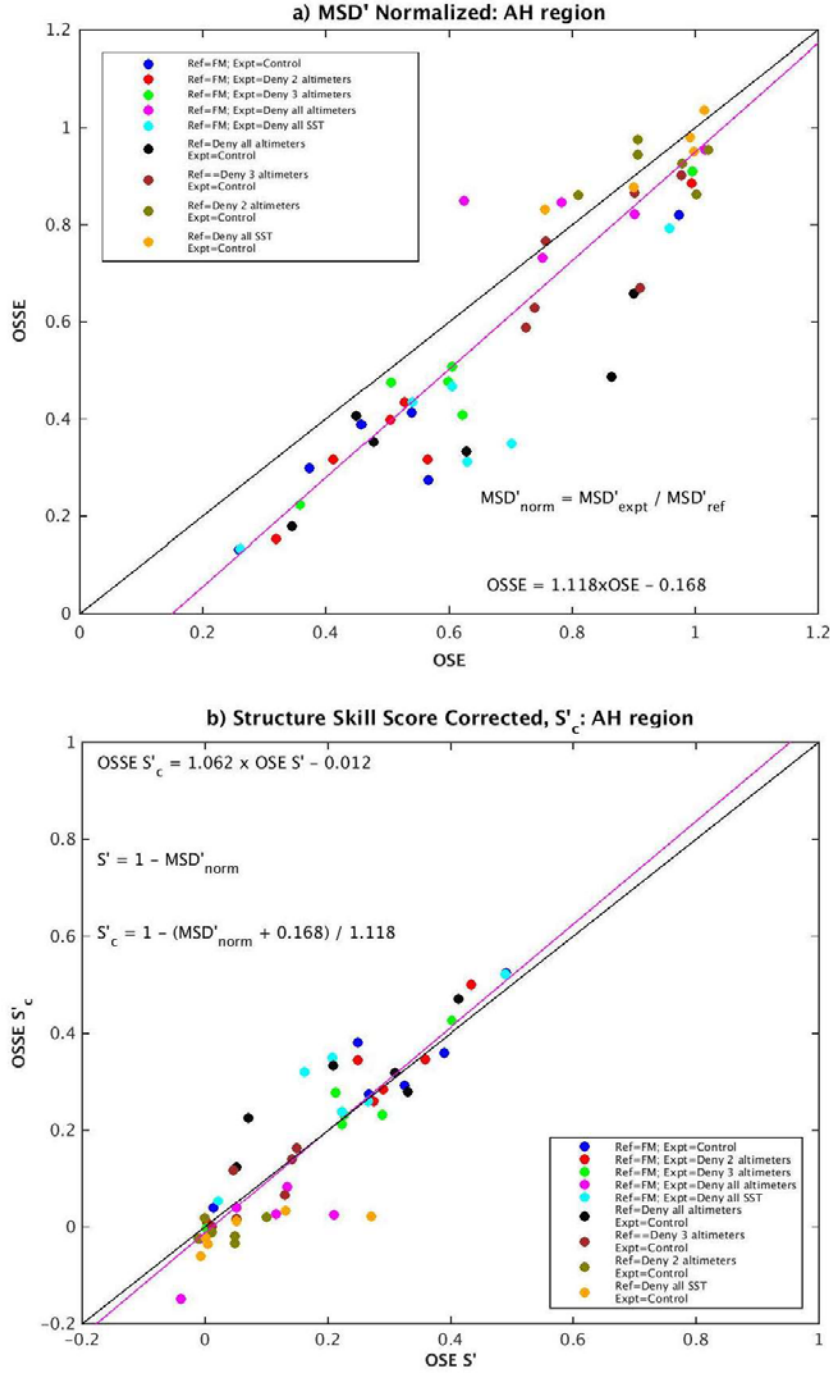 a) MSD' Normalized: AH region
1.2
1
0.8
0.6
0.4
0.2
0
OSSE
Ref=FM; Expt=Control
Ref=FM; Expt=Deny 2 altimeters
Ref=FM; Expt=Deny 3 altimeters
Ref=FM; Expt=Deny all altimeters
Ref=FM; Expt=Deny all SST
Ref=Deny all altimeters
Expt=Control
Ref==Deny 3 altimeters
Expt=Control
Ref=Deny 2 altimeters
Expt=Control
Ref=Deny all SST
Expt=Control
MSD'norm = MSD'expt / MSD'ref
OSSE = 1.118xOSE – 0.168
0 0.2 0.4 0.6 0.8 1 1.2
OSE
b) Structure Skill Score Corrected, S'c: AH region
1
0.8
0.6
0.4
0.2
0
-0.2
OSSE S'c
OSSE S'c = 1.062 x OSE S' – 0.012
S' = 1 – MSD'norm
S'c = 1 – (MSD'norm + 0.168) / 1.118
Ref=FM; Expt=Control
Ref=FM; Expt=Deny 2 altimeters
Ref=FM; Expt=Deny 3 altimeters
Ref=FM; Expt=Deny all altimeters
Ref=FM; Expt=Deny all SST
Ref=Deny all altimeters
Expt=Control
Ref==Deny 3 altimeters
Expt=Control
Ref=Deny 2 altimeters
Expt=Control
Ref=Deny all SST
Expt=Control
-0.2 0 0.2 0.4 0.6 0.8 1
OSE S'